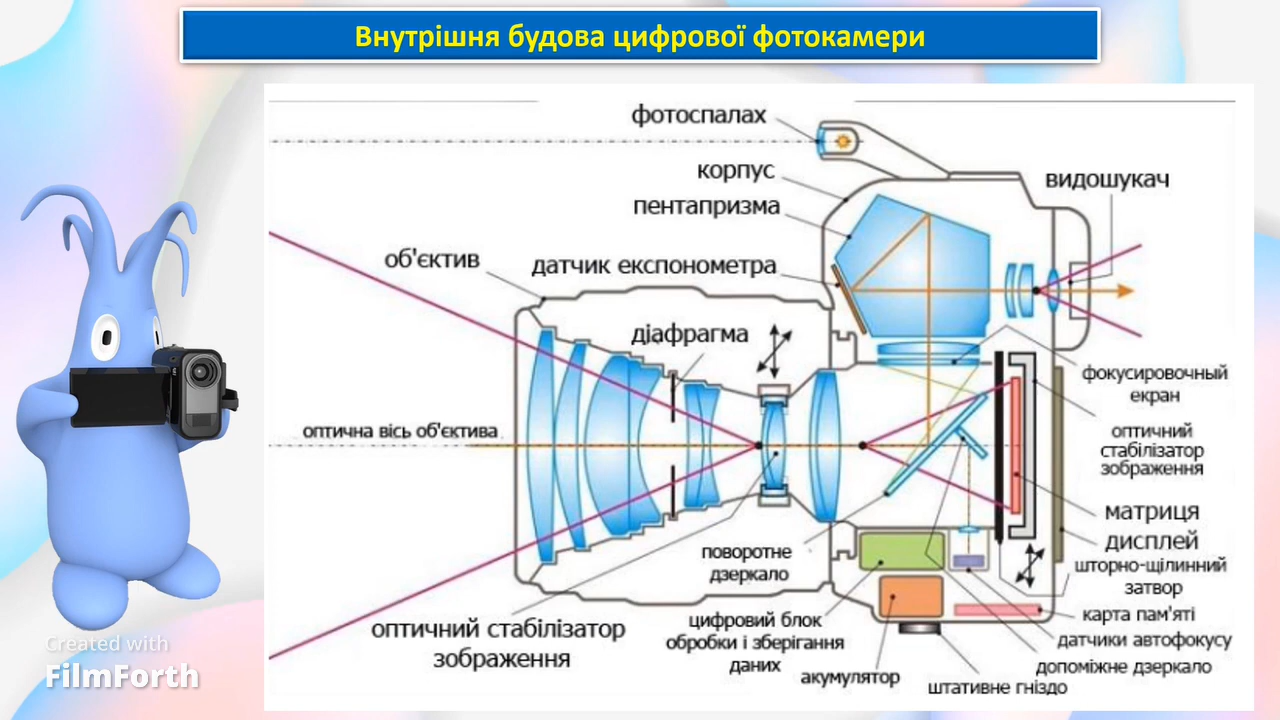 Внутрішня будова цифрової фотокамери
фотоспалах
корпус
видошукач
пентапризма
об'єктив
датчик експонометра
діафрагма
фокусировочный
екран
оптична вісь об'єктива
оптичний
стабілізатор
зображення
матриця
дисплей
поворотне
дзеркало
шторно-щілинний
затвор
карта пам'яті
цифровий блок
обробки і зберігання
даних
оптичний стабілізатор
зображення
датчики автофокусу
допоміжне дзеркало
акумулятор
штативне гніздо
Created with
FilmForth